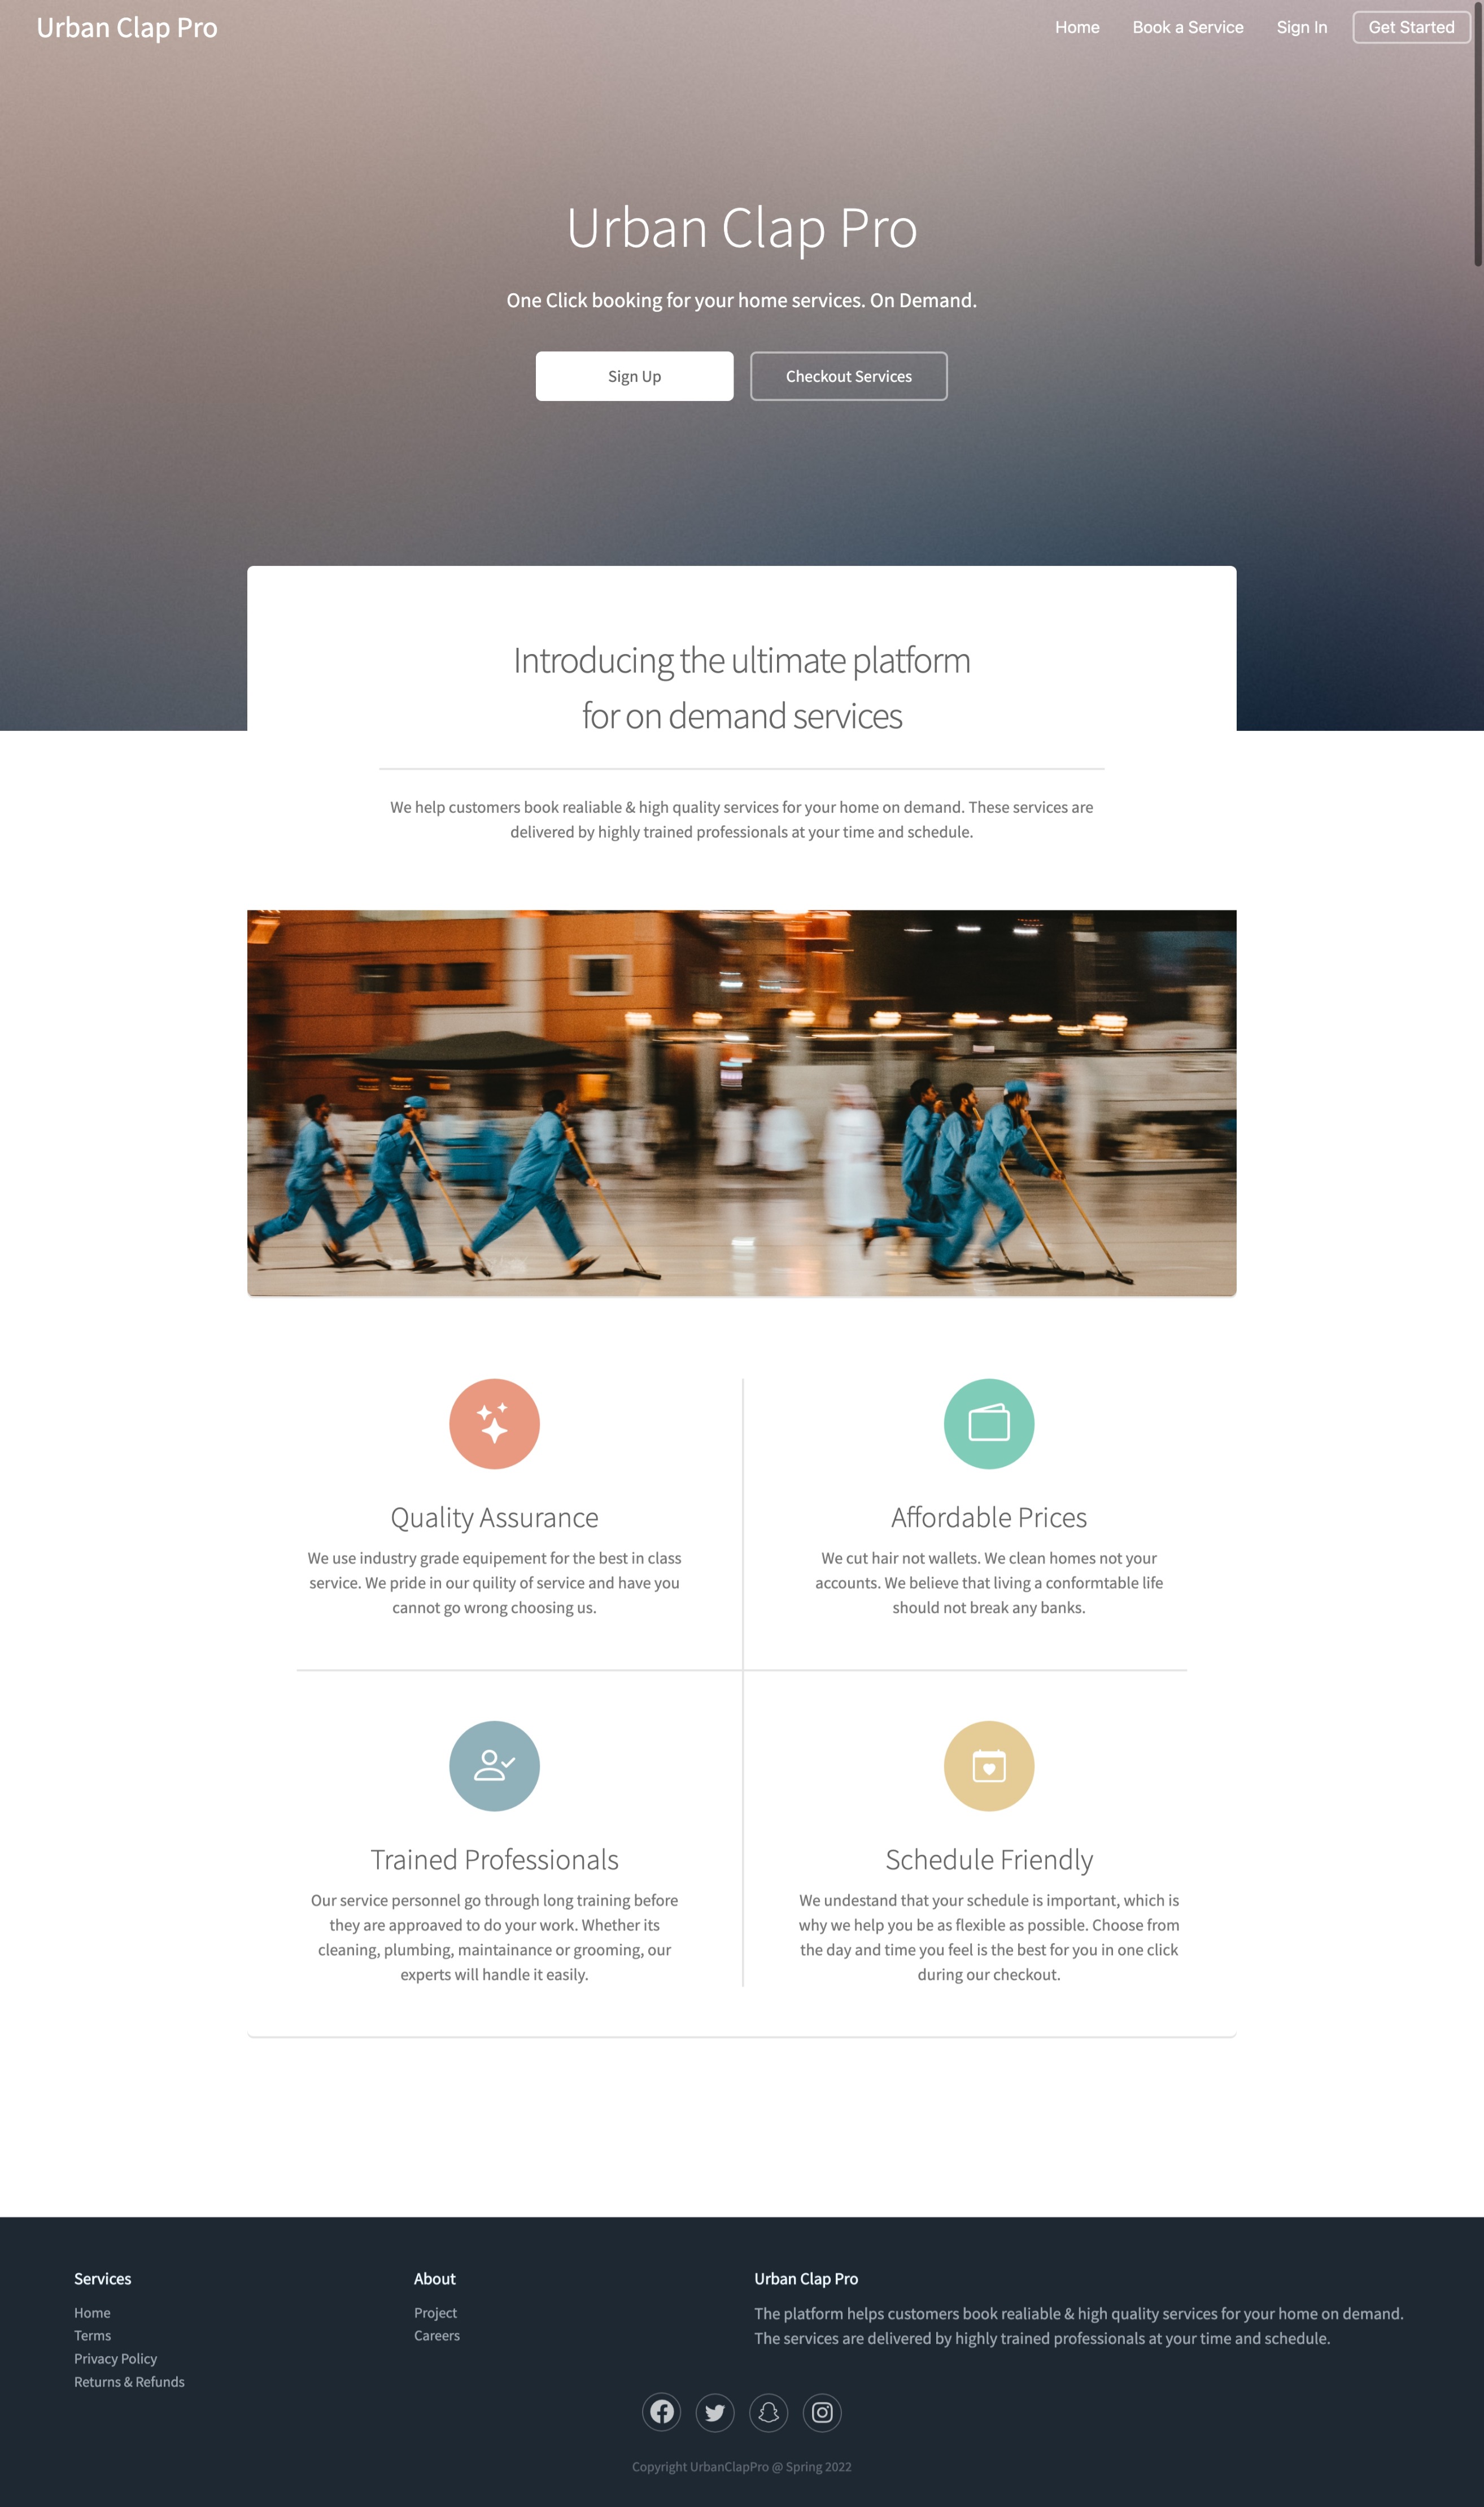 Urban Clap Pro
Home
Book a Service
Sign In
Get Started
Urban Clap Pro
One Click booking for your home services. On Demand.
Sign Up
Checkout Services
Introducing the ultimate platform
for on demand services
We help customers book realiable & high quality services for your home on demand. These services are
delivered by highly trained professionals at your time and schedule.
Quality Assurance
We use industry grade equipement for the best in class
service. We pride in our quility of service and have you
cannot go wrong choosing us.
Affordable Prices
We cut hair not wallets. We clean homes not your
accounts. We believe that living a conformtable life
should not break any banks.
Trained Professionals
Our service personnel go through long training before
they are approaved to do your work. Whether its
cleaning, plumbing, maintainance or grooming, our
experts will handle it easily.
Schedule Friendly
We undestand that your schedule is important, which is
why we help you be as flexible as possible. Choose from
the day and time you feel is the best for you in one click
during our checkout.
Services
Home
Terms
Privacy Policy
Returns & Refunds
About
Project
Careers
Urban Clap Pro
The platform helps customers book realiable & high quality services for your home on demand.
The services are delivered by highly trained professionals at your time and schedule.
Copyright UrbanClapPro @ Spring 2022